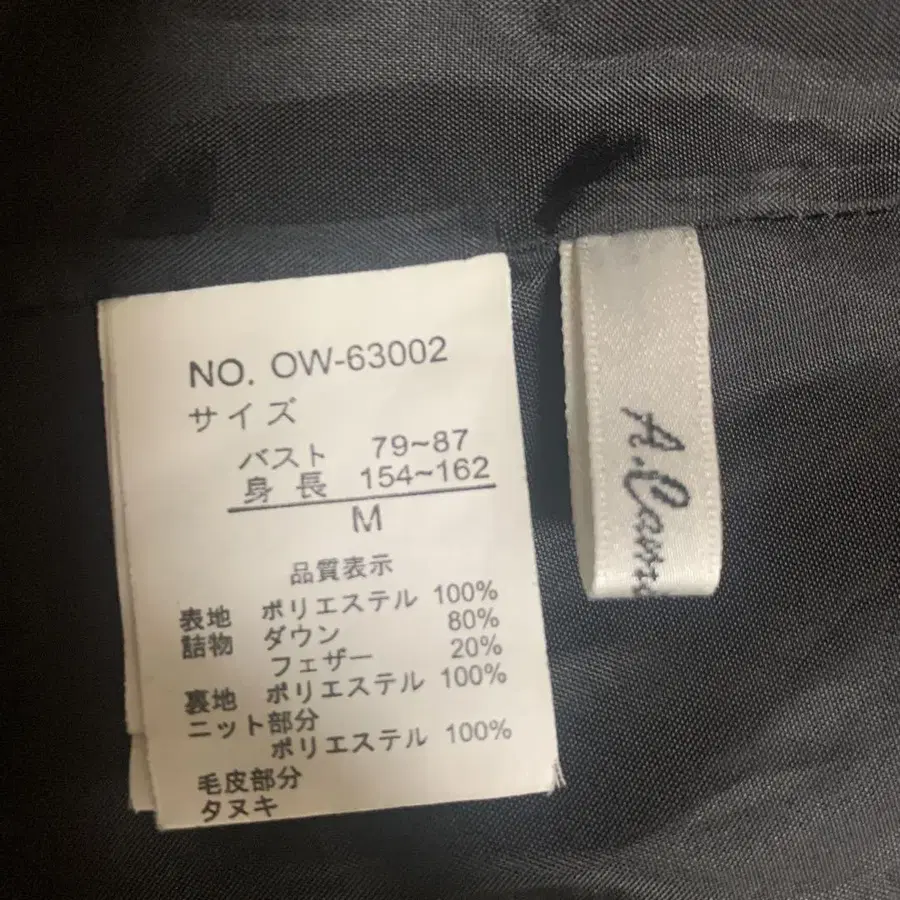 NO. OW-63002
サイズ
バスト 79~87
身長 154~162
M
品質表示
表地 ポリエステル 100%
詰物 ダウン 80%
フェザー 20%
裏地 ポリエステル 100%
ニット部分
ポリエステル 100%
毛皮部分
タヌキ